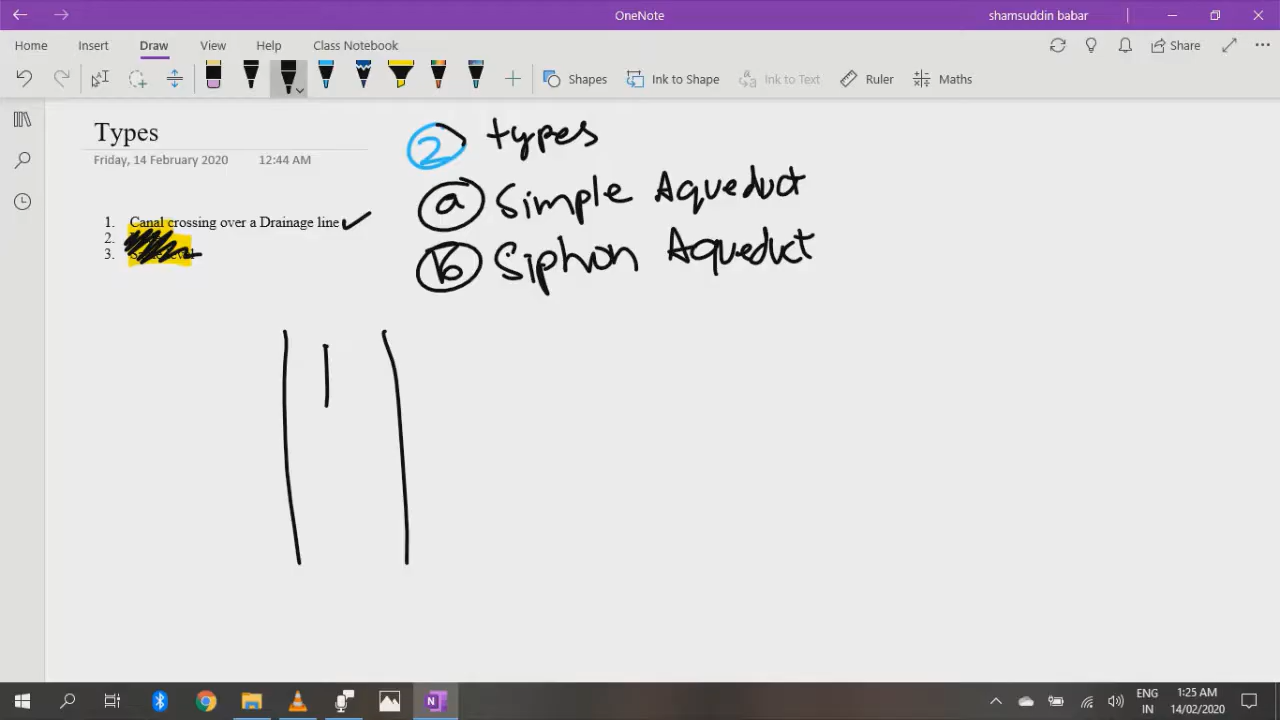 OneNote
shamsuddin babar
Home Insert Draw View Help Class Notebook
Share
Shapes Ink to Shape Ink to Text Ruler Maths
Types
Friday, 14 February 2020 12:44 AM
1. Canal crossing over a Drainage line
2.
3.
2 types
a Simple Aqueduct
b Siphon Aqueduct
ENG
IN
1:25 AM
14/02/2020